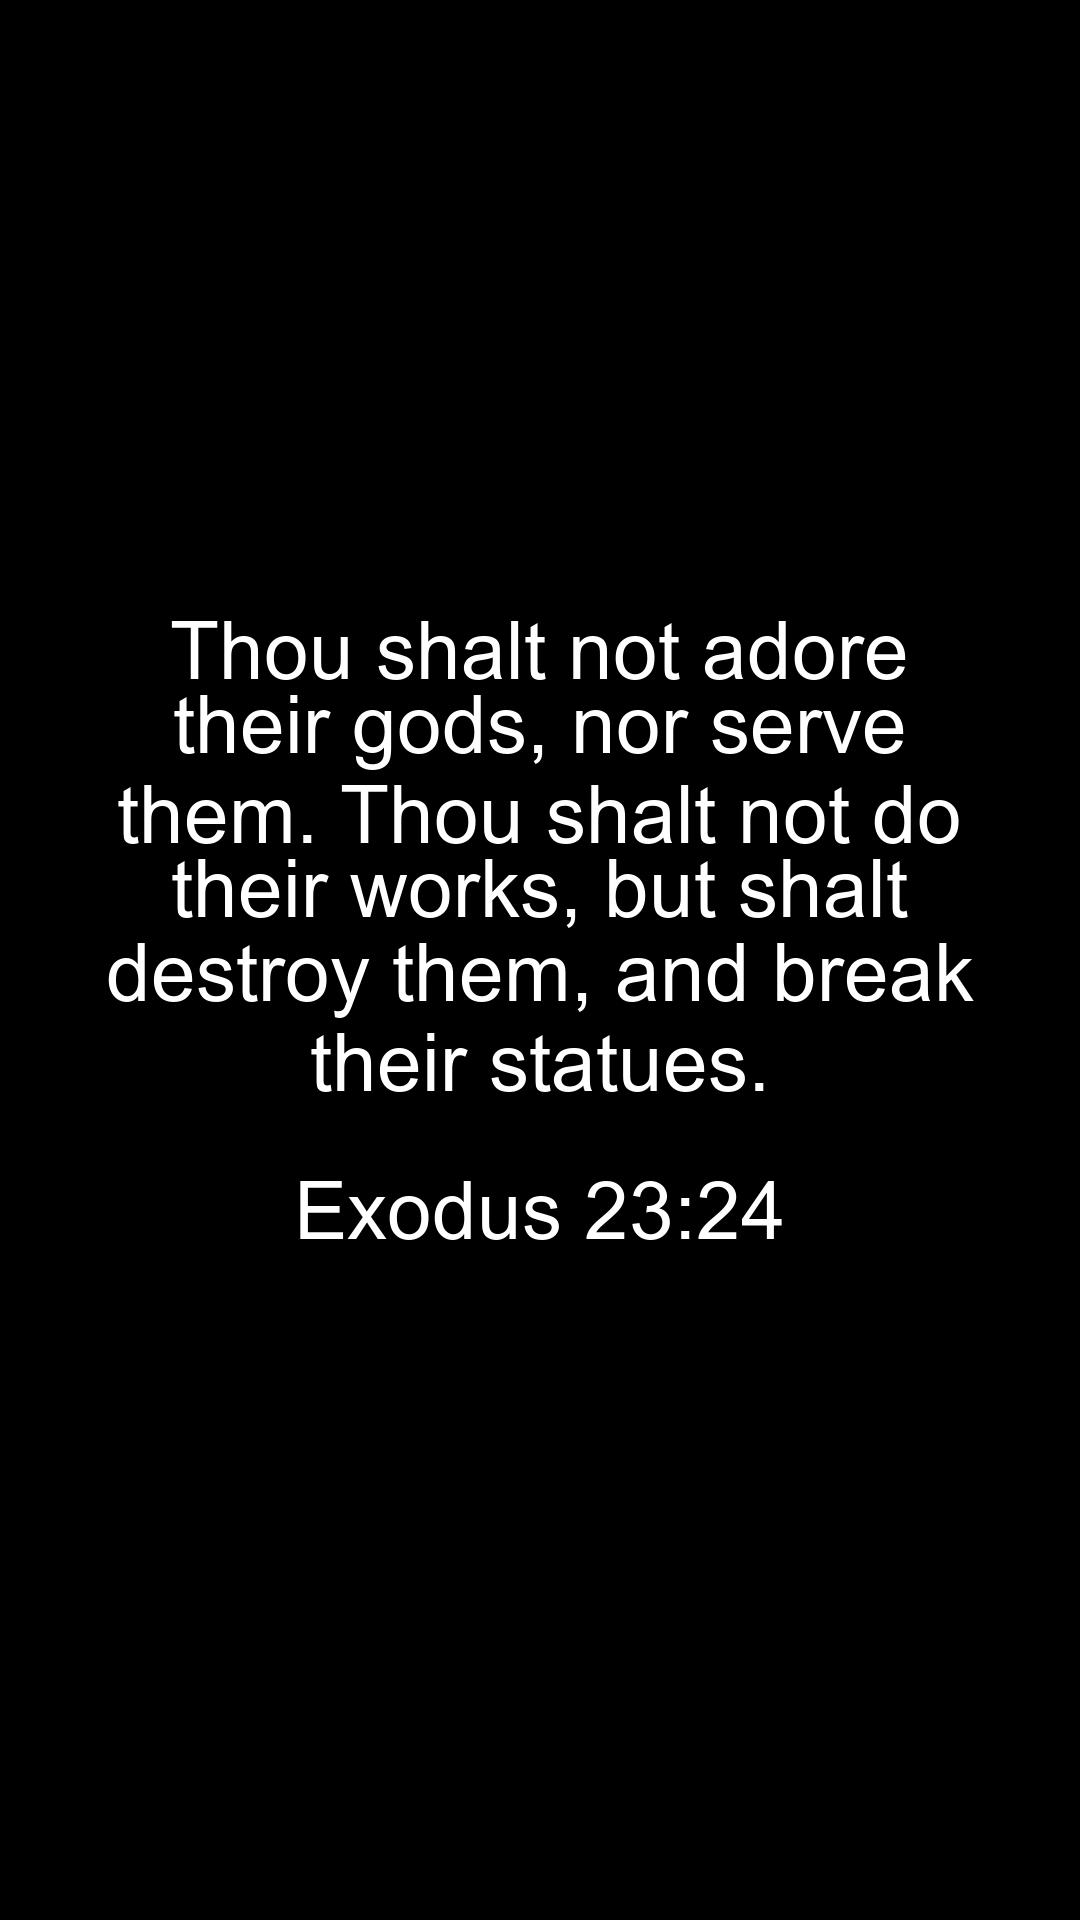 Thou shalt not adore
their gods, nor serve
them. Thou shalt not do
their works, but shalt
destroy them, and break
their statues.
Exodus 23:24